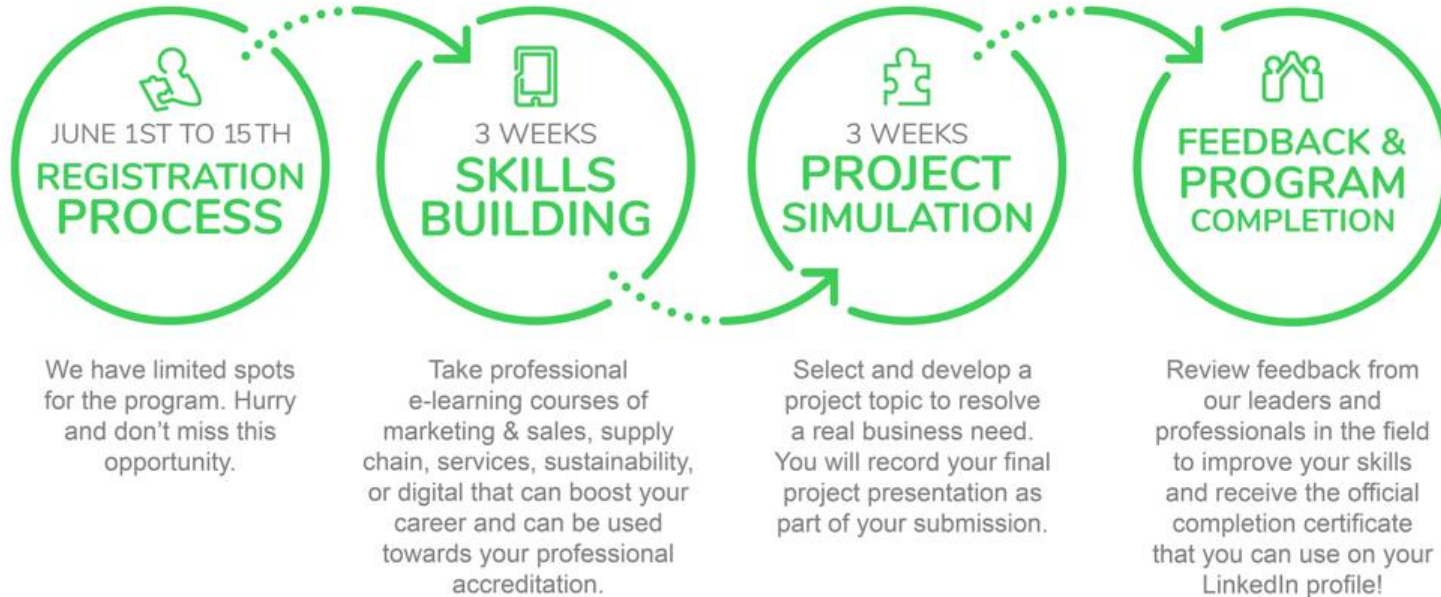 JUNE 1ST TO 15TH
REGISTRATION
PROCESS
We have limited spots
for the program. Hurry
and don’t miss this
opportunity.
3 WEEKS
SKILLS
BUILDING
Take professional
e-learning courses of
marketing & sales, supply
chain, services, sustainability,
or digital that can boost your
career and can be used
towards your professional
accreditation.
3 WEEKS
PROJECT
SIMULATION
Select and develop a
project topic to resolve
a real business need.
You will record your final
project presentation as
part of your submission.
FEEDBACK &
PROGRAM
COMPLETION
Review feedback from
our leaders and
professionals in the field
to improve your skills
and receive the official
completion certificate
that you can use on your
LinkedIn profile!